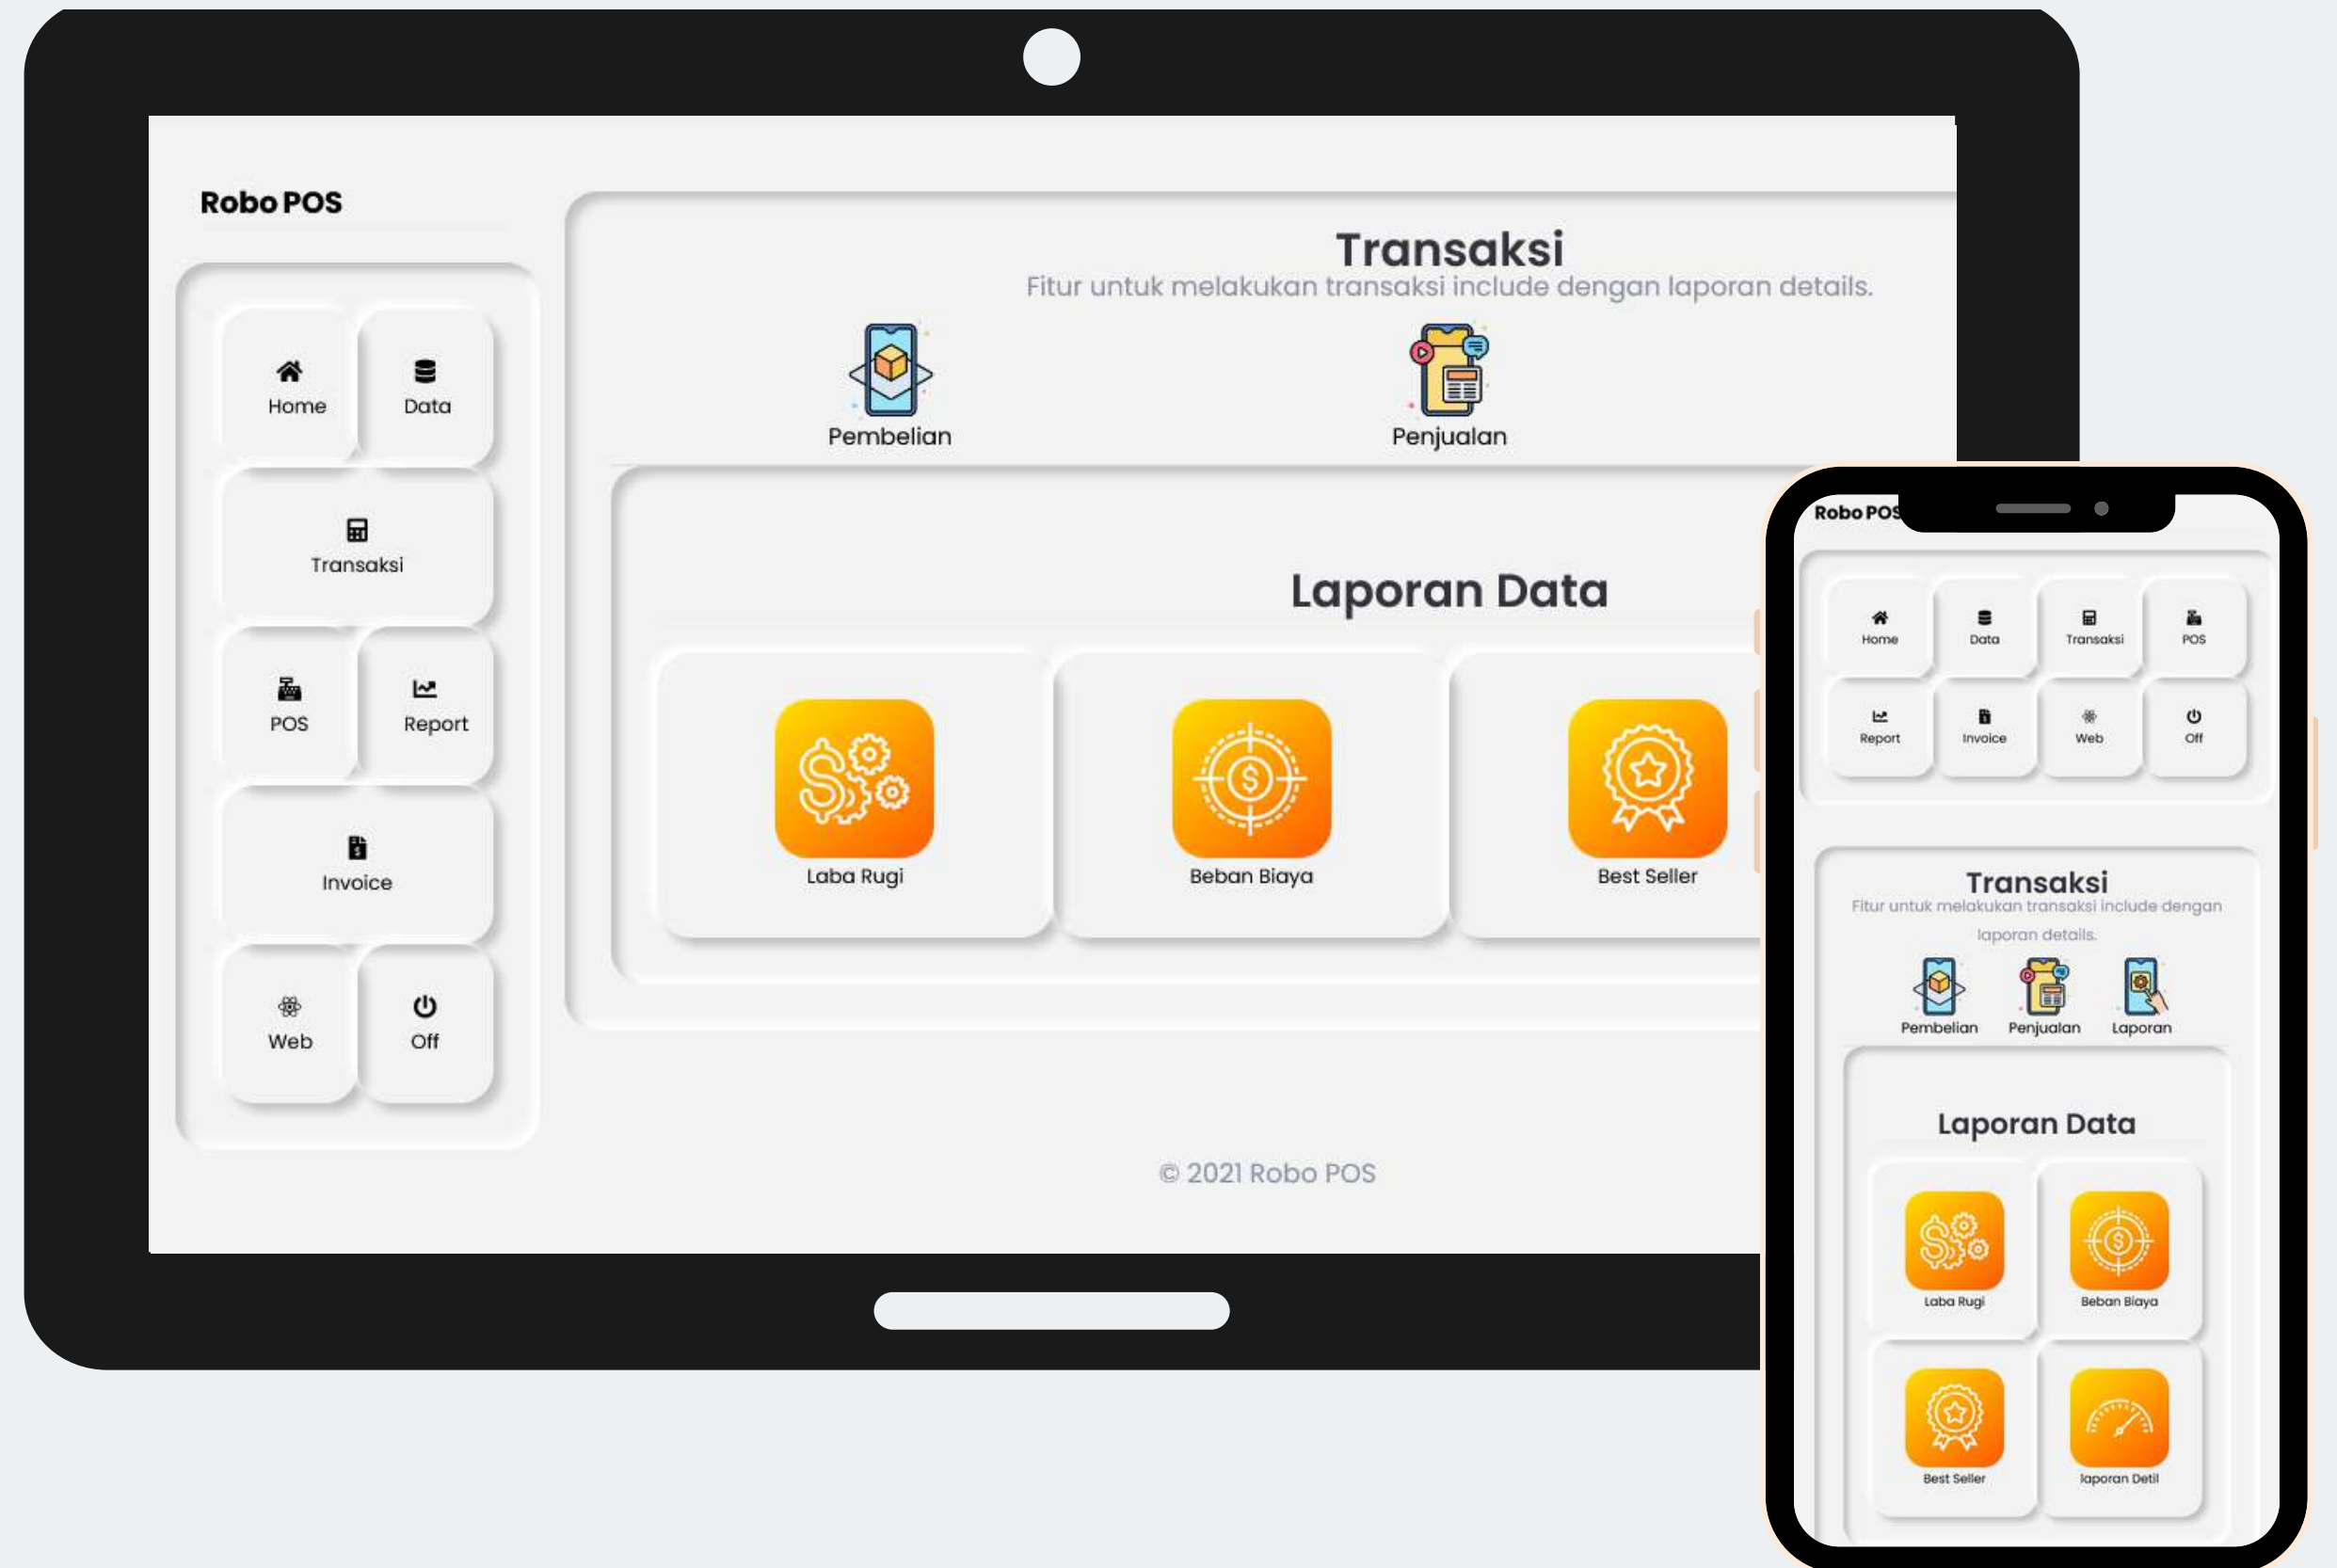 Robo POS
Home
Data
Transaksi
POS
Report
Invoice
Web
Off
Transaksi
Fitur untuk melakukan transaksi include dengan laporan details.
Pembelian
Penjualan
Laporan Data
Laba Rugi
Beban Biaya
Best Seller
© 2021 Robo POS
Robo POS
Home
Data
Transaksi
POS
Report
Invoice
Web
Off
Transaksi
Fitur untuk melakukan transaksi include dengan
laporan details.
Pembelian
Penjualan
Laporan
Laporan Data
Laba Rugi
Beban Biaya
Best Seller
laporan Detil